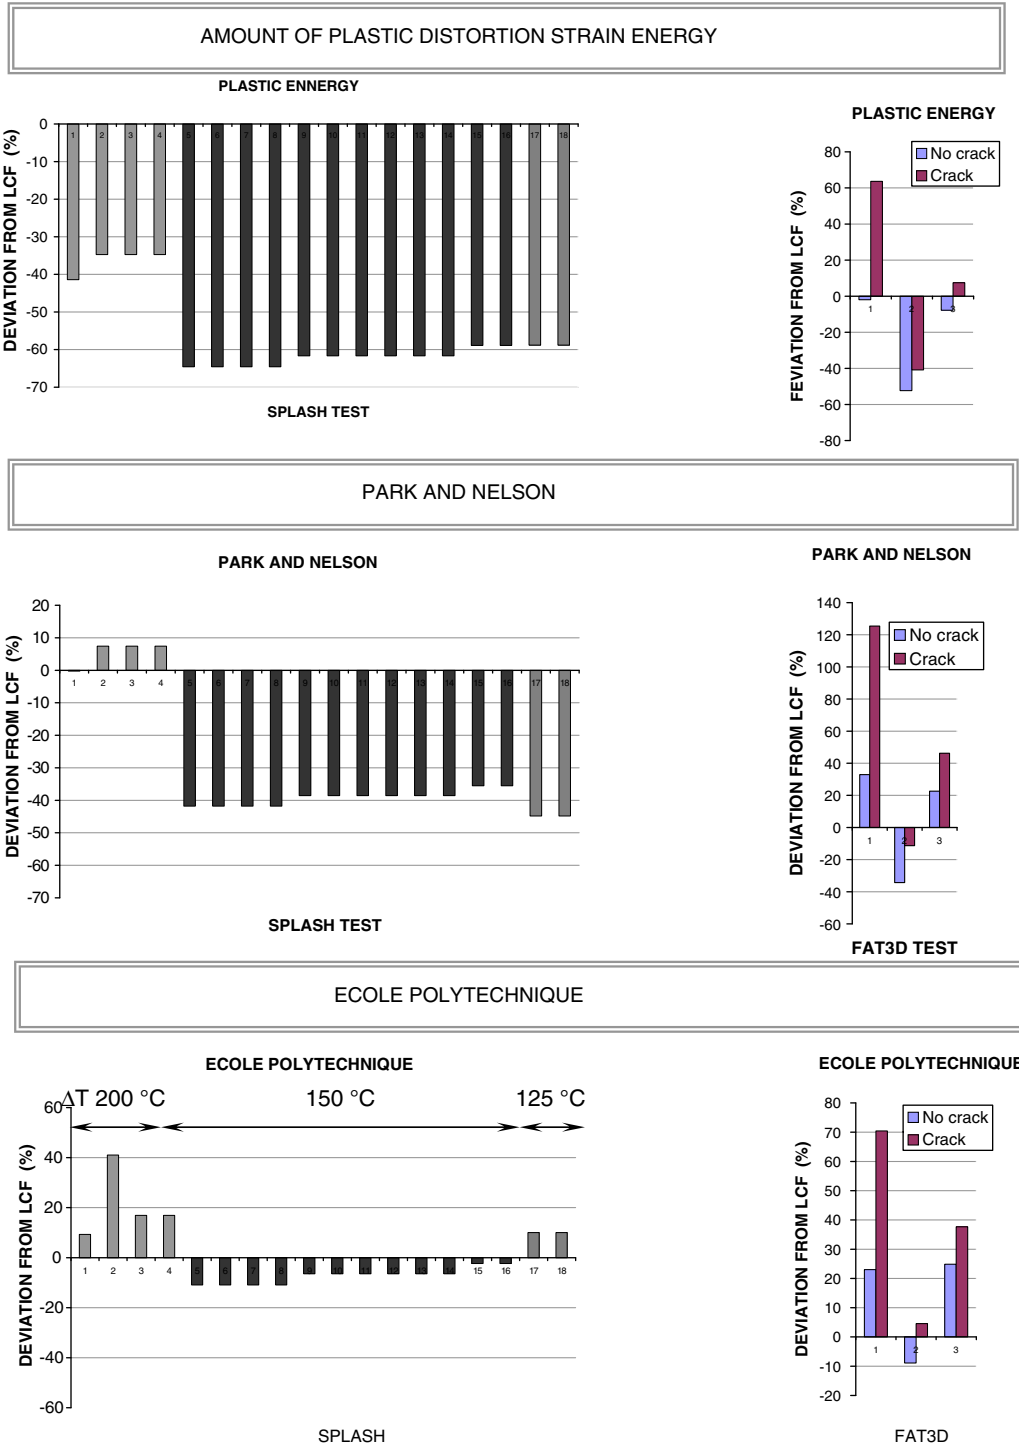 AMOUNT OF PLASTIC DISTORTION STRAIN ENERGY
PLASTIC ENNERGY
DEVIATION FROM LCF (%)
0
-10
-20
-30
-40
-50
-60
-70
1 2 3 4 5 6 7 8 9 10 11 12 13 14 15 16 17 18
SPLASH TEST
PLASTIC ENERGY
No crack
Crack
FEVIATION FROM LCF (%)
80
60
40
20
0
-20
-40
-60
-80
1 2 3
PARK AND NELSON
PARK AND NELSON
DEVIATION FROM LCF (%)
20
10
0
-10
-20
-30
-40
-50
-60
-70
1 2 3 4 5 6 7 8 9 10 11 12 13 14 15 16 17 18
SPLASH TEST
PARK AND NELSON
No crack
Crack
DEVIATION FROM LCF (%)
140
120
100
80
60
40
20
0
-20
-40
-60
1 2 3
FAT3D TEST
ECOLE POLYTECHNIQUE
ECOLE POLYTECHNIQUE
ΔT 200 °C 150 °C 125 °C
DEVIATION FROM LCF (%)
60
40
20
0
-20
-40
-60
1 2 3 4 5 6 7 8 9 10 11 12 13 14 15 16 17 18
SPLASH
ECOLE POLYTECHNIQUE
No crack
Crack
DEVIATION FROM LCF (%)
80
70
60
50
40
30
20
10
0
-10
-20
1 2 3
FAT3D